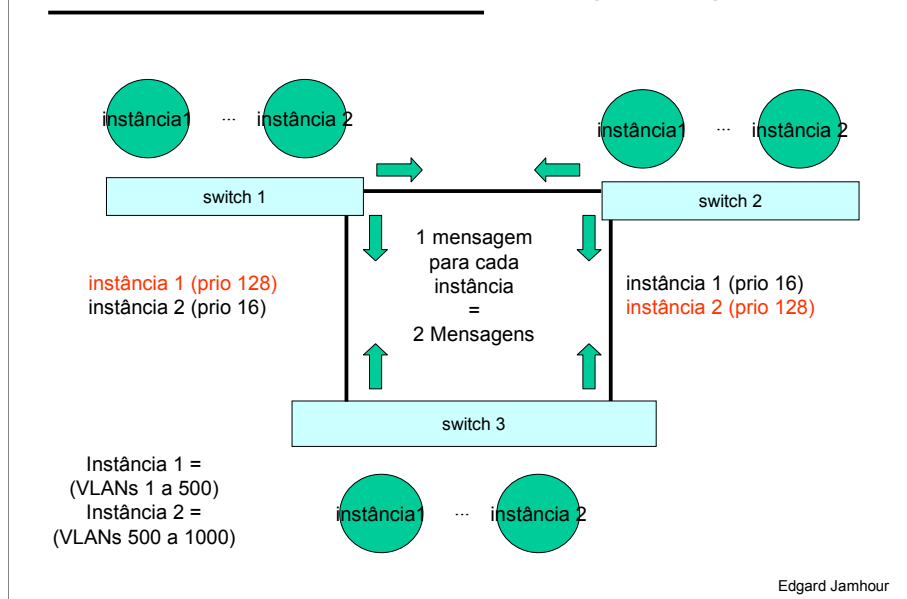 instância1 ... instância 2
instância1 ... instância 2
switch 1
switch 2
1 mensagem
para cada
instância
=
2 Mensagens
instância 1 (prio 128)
instância 2 (prio 16)
instância 1 (prio 16)
instância 2 (prio 128)
switch 3
Instância 1 =
(VLANs 1 a 500)
Instância 2 =
(VLANs 500 a 1000)
instância1 ... instância 2
Edgard Jamhour